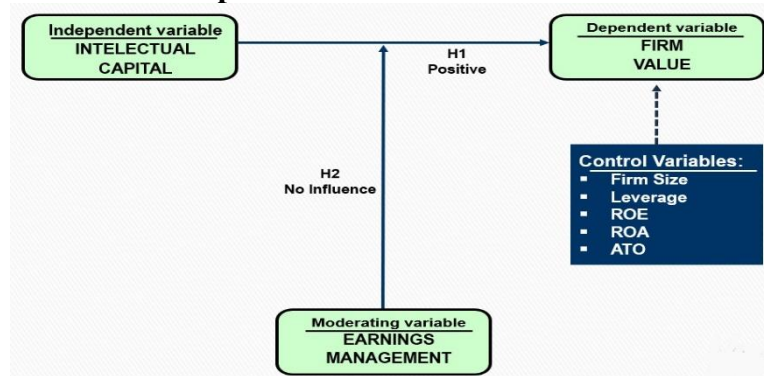 Independent variable
INTELECTUAL
CAPITAL
H1
Positive
Dependent variable
FIRM
VALUE
H2
No Influence
Control Variables:
▪ Firm Size
▪ Leverage
▪ ROE
▪ ROA
▪ ATO
Moderating variable
EARNINGS
MANAGEMENT